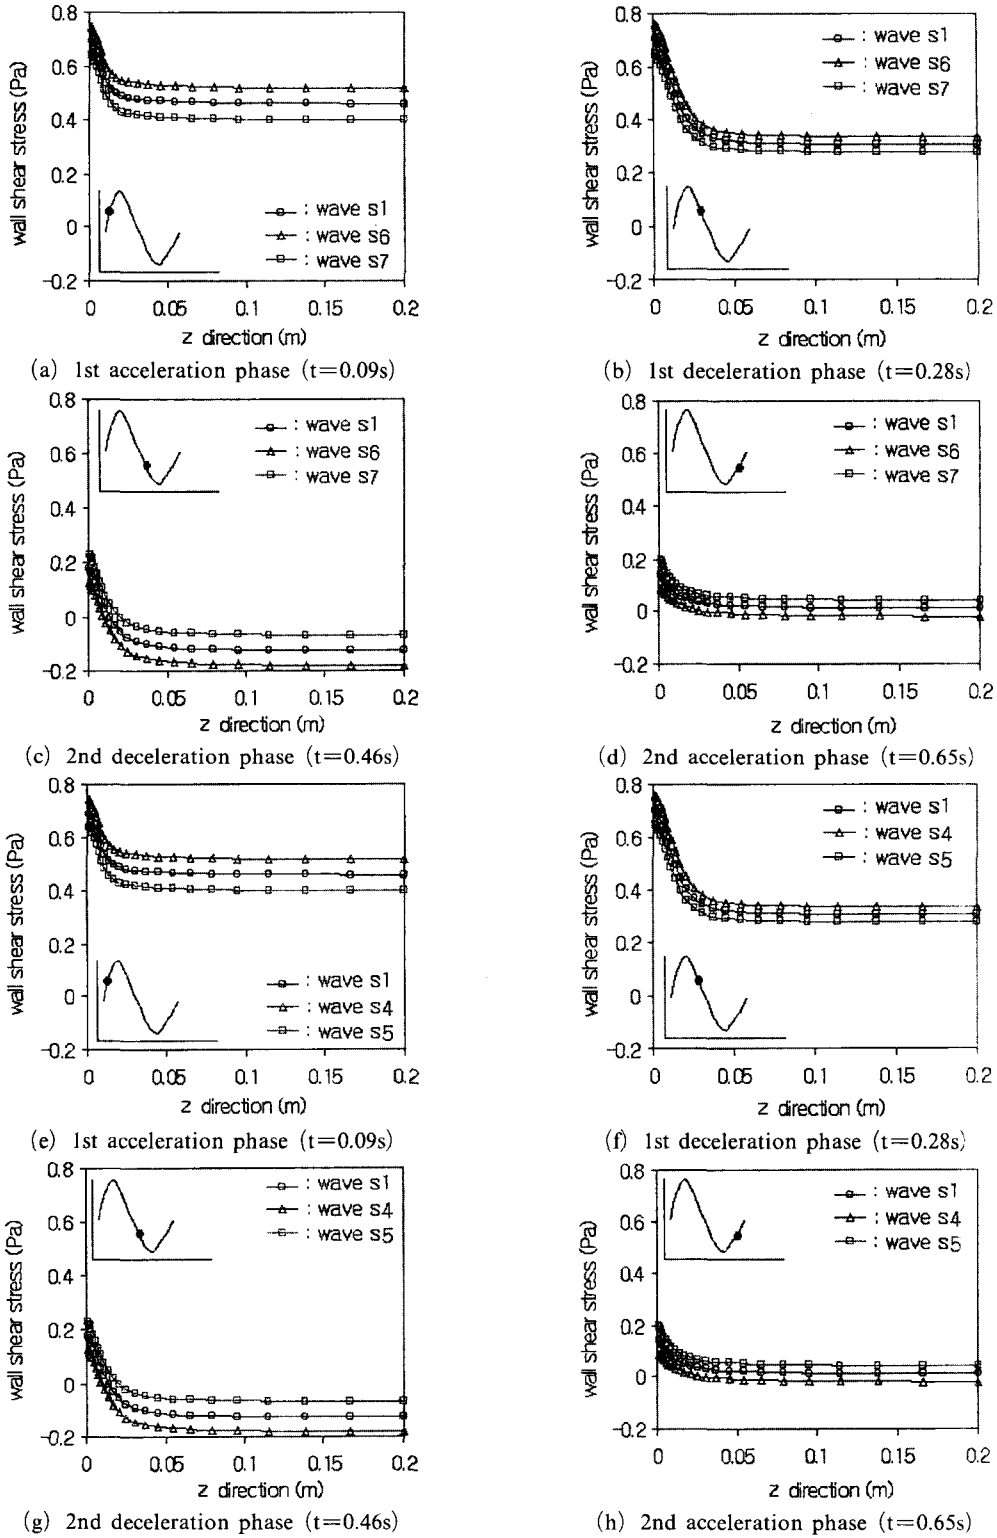 0.8
0.6
0.4
0.2
0
-0.2
wall shear stress (Pa)
: wave s1
: wave s6
: wave s7
0 0.05 0.1 0.15 0.2
z direction (m)
(a) 1st acceleration phase (t=0.09s)
0.8
0.6
0.4
0.2
0
-0.2
wall shear stress (Pa)
: wave s1
: wave s6
: wave s7
0 0.05 0.1 0.15 0.2
z direction (m)
(b) 1st deceleration phase (t=0.28s)
0.8
0.6
0.4
0.2
0
-0.2
wall shear stress (Pa)
: wave s1
: wave s6
: wave s7
0 0.05 0.1 0.15 0.2
z direction (m)
(c) 2nd deceleration phase (t=0.46s)
0.8
0.6
0.4
0.2
0
-0.2
wall shear stress (Pa)
: wave s1
: wave s6
: wave s7
0 0.05 0.1 0.15 0.2
z direction (m)
(d) 2nd acceleration phase (t=0.65s)
0.8
0.6
0.4
0.2
0
-0.2
wall shear stress (Pa)
: wave s1
: wave s4
: wave s5
0 0.05 0.1 0.15 0.2
z direction (m)
(e) 1st acceleration phase (t=0.09s)
0.8
0.6
0.4
0.2
0
-0.2
wall shear stress (Pa)
: wave s1
: wave s4
: wave s5
0 0.05 0.1 0.15 0.2
z direction (m)
(f) 1st deceleration phase (t=0.28s)
0.8
0.6
0.4
0.2
0
-0.2
wall shear stress (Pa)
: wave s1
: wave s4
: wave s5
0 0.05 0.1 0.15 0.2
z direction (m)
(g) 2nd deceleration phase (t=0.46s)
0.8
0.6
0.4
0.2
0
-0.2
wall shear stress (Pa)
: wave s1
: wave s4
: wave s5
0 0.05 0.1 0.15 0.2
z direction (m)
(h) 2nd acceleration phase (t=0.65s)